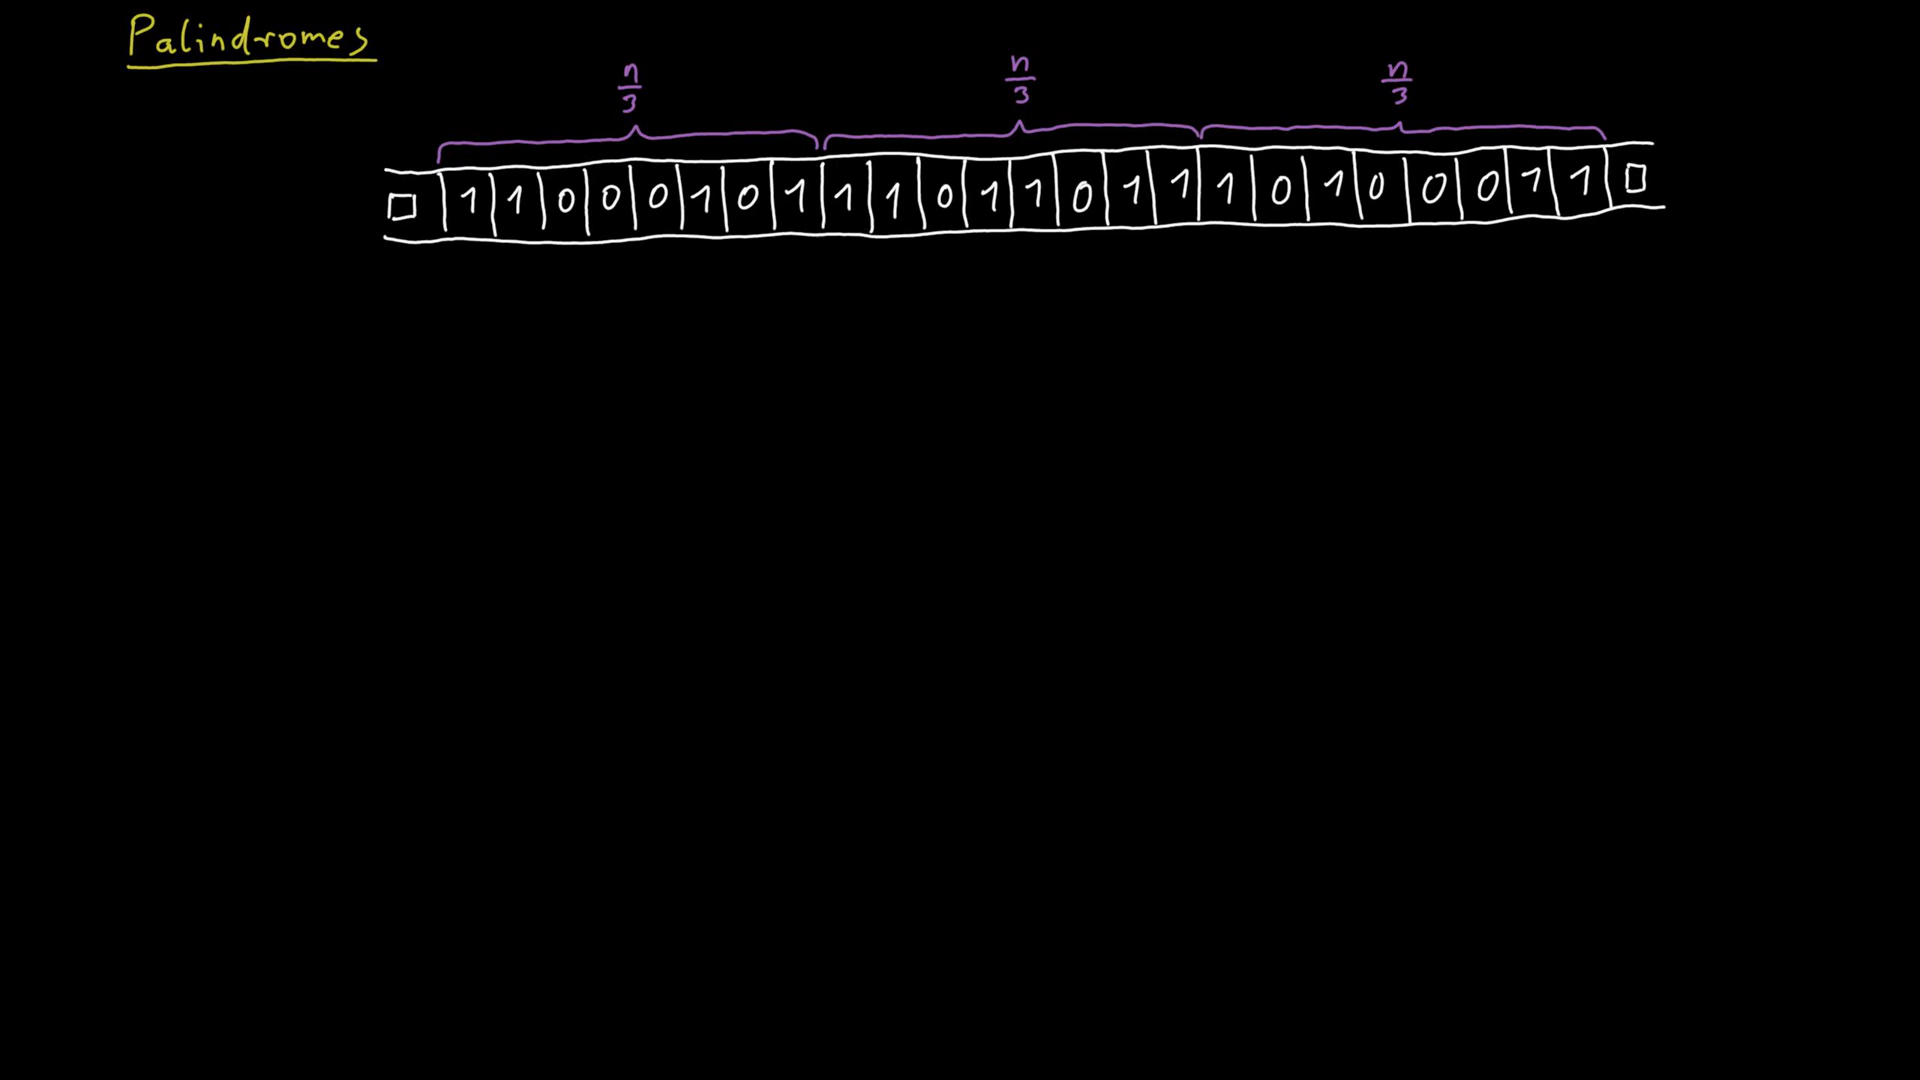 Palindromes
n/3 n/3 n/3
□ 1 1 0 0 0 1 0 1 1 1 0 1 1 0 1 1 1 0 1 0 0 0 1 1 □